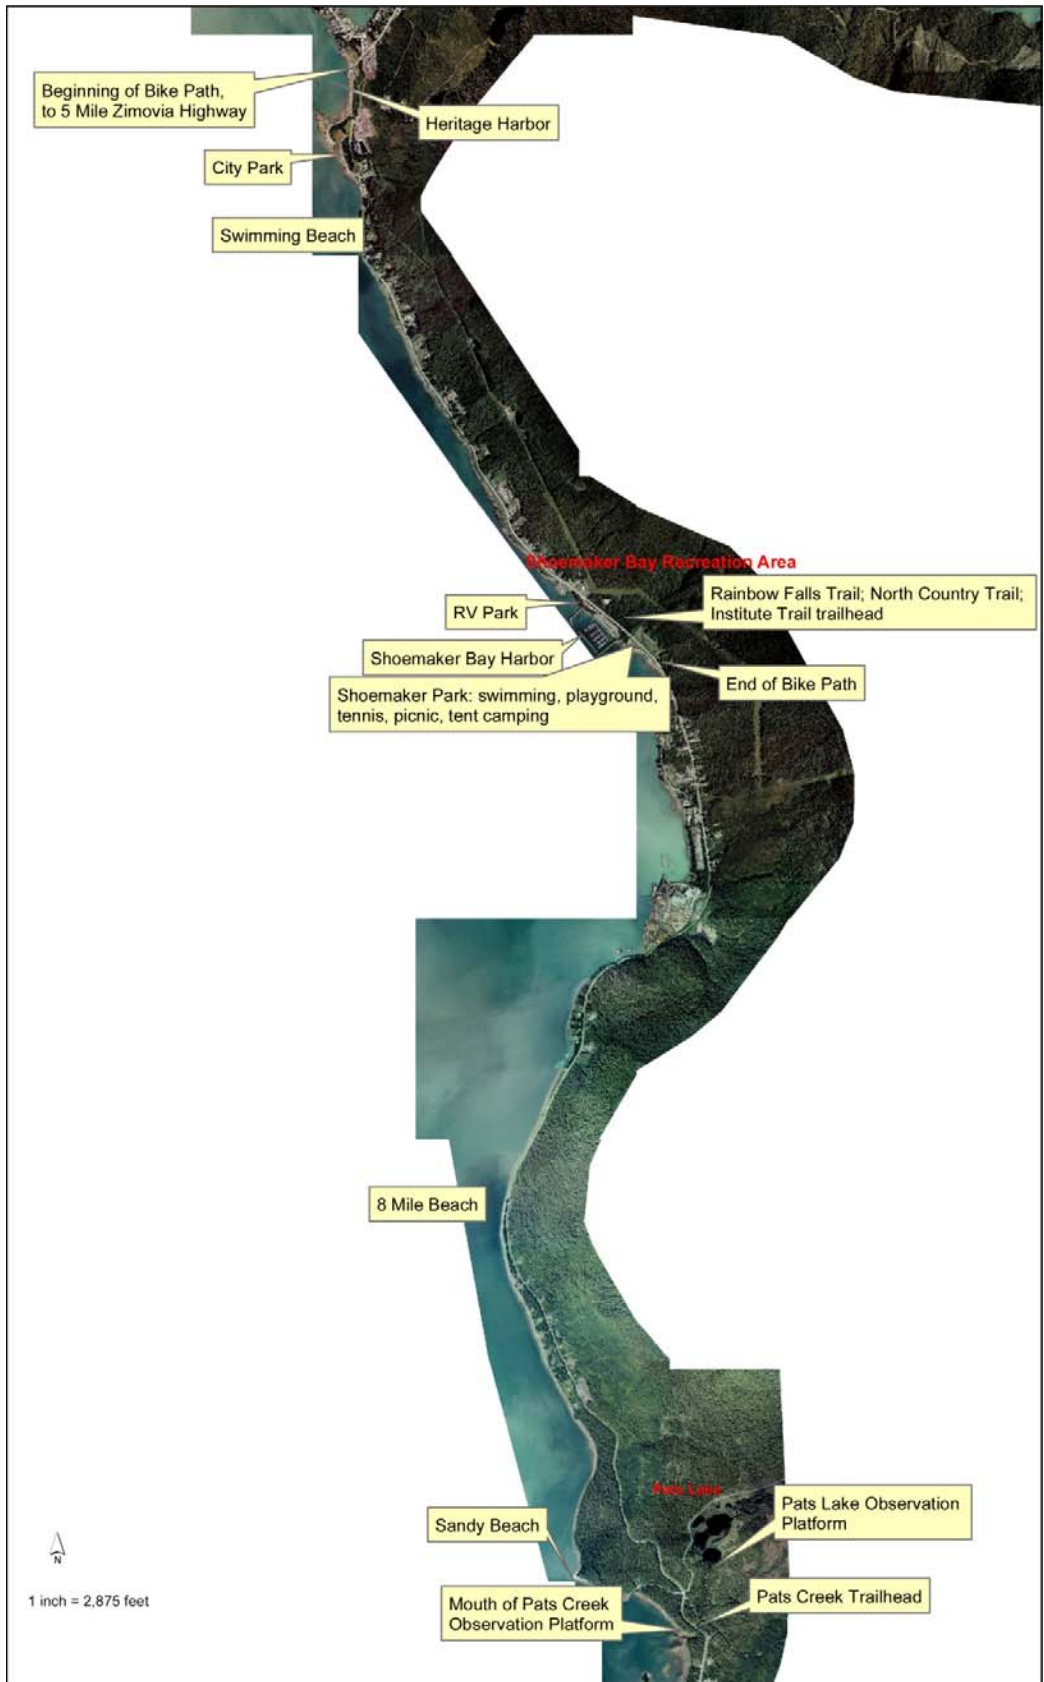 Beginning of Bike Path,
to 5 Mile Zimovia Highway
Heritage Harbor
City Park
Swimming Beach
Shoemaker Bay Recreation Area
Rainbow Falls Trail; North Country Trail;
Institute Trail trailhead
RV Park
Shoemaker Bay Harbor
End of Bike Path
Shoemaker Park: swimming, playground,
tennis, picnic, tent camping
8 Mile Beach
Pats Lake
Pats Lake Observation
Platform
Sandy Beach
Mouth of Pats Creek
Observation Platform
Pats Creek Trailhead
N
1 inch = 2,875 feet